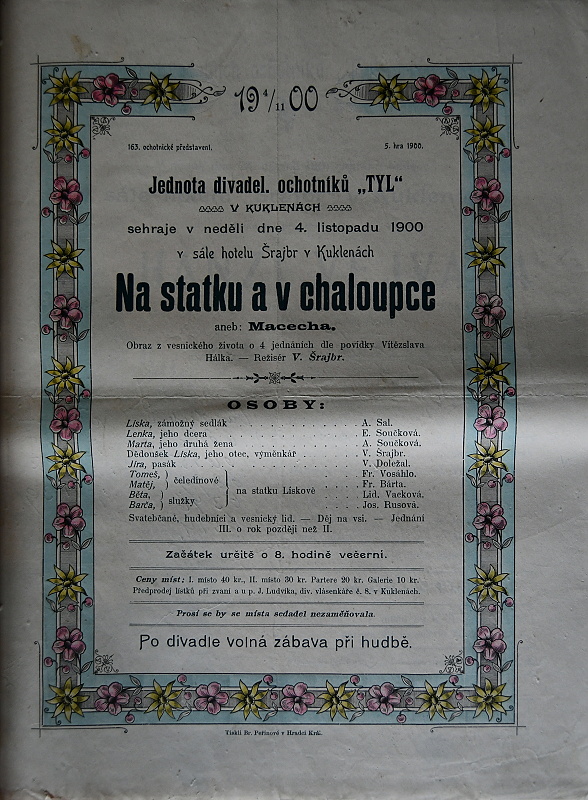 19 4/11 00
163. ochotnické představení.
5. hra 1900.
Jednota divadel. ochotníků „TYL“
V KUKLENÁCH
sehraje v neděli dne 4. listopadu 1900
v sále hotelu Šrajbr v Kuklenách
Na statku a v chaloupce
aneb: Macecha.
Obraz z vesnického života o 4 jednáních dle povídky Vítězslava
Hálka. — Režisér V. Šrajbr.
OSOBY:
Liska, zámožný sedlák . . . . . A. Sal.
Lenka, jeho dcera . . . . . E. Součková.
Marta, jeho druhá žena . . . . . A. Součková.
Dědoušek Liska, jeho otec, výměnkář . . . . . V. Šrajbr.
Jíra, pasák . . . . . V. Doležal.
Tomeš, ) čeledínové } na statku Lískově . . . Fr. Vosáhlo.
Matěj, ) Fr. Bárta.
Běta, ) služky Lid. Vacková.
Barča, ) Jos. Rusová.
Svatebčané, hudebníci a vesnický lid. — Děj na vsi. — Jednání
III. o rok později než II.
Začátek určitě o 8. hodině večerní.
Ceny míst: I. místo 40 kr., II. místo 30 kr. Partere 20 kr. Galerie 10 kr.
Předprodej lístků při zvaní a u p. J. Ludvíka, div. vlásenkáře č. 8. v Kuklenách.
Prosí se by se místa sedadel nezaměňovala.
Po divadle volná zábava při hudbě.
Tiskli Br. Peřinové v Hradci Král.